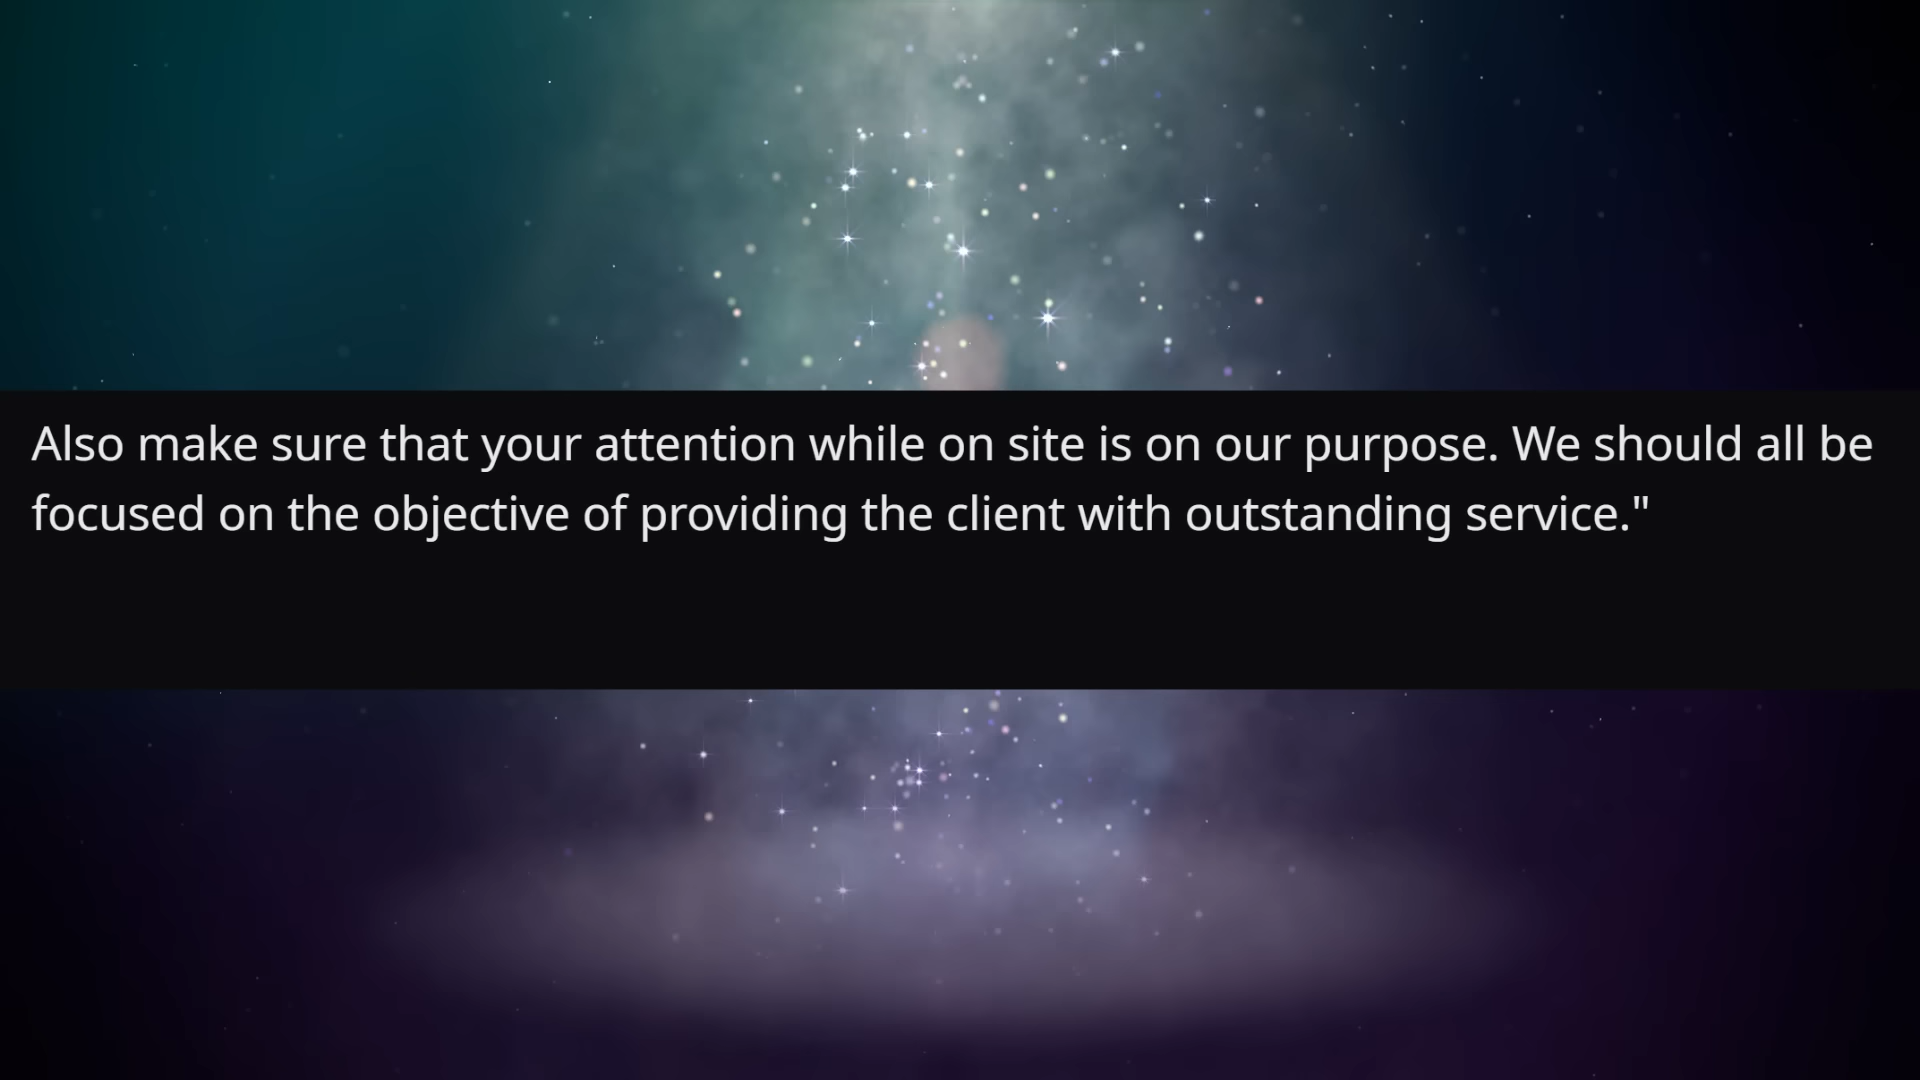 Also make sure that your attention while on site is on our purpose. We should all be
focused on the objective of providing the client with outstanding service."